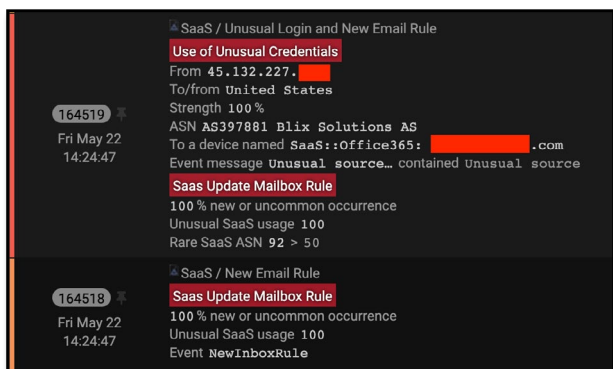 SaaS / Unusual Login and New Email Rule
Use of Unusual Credentials
From 45.132.227.
To/from United States
Strength 100%
164519
ASN AS397881 Blix Solutions AS
Fri May 22
To a device named SaaS::Office365: .com
14:24:47
Event message Unusual source… contained Unusual source
Saas Update Mailbox Rule
100% new or uncommon occurrence
Unusual SaaS usage 100
Rare SaaS ASN 92 > 50
SaaS / New Email Rule
164518
Saas Update Mailbox Rule
Fri May 22
100% new or uncommon occurrence
14:24:47
Unusual SaaS usage 100
Event NewInboxRule